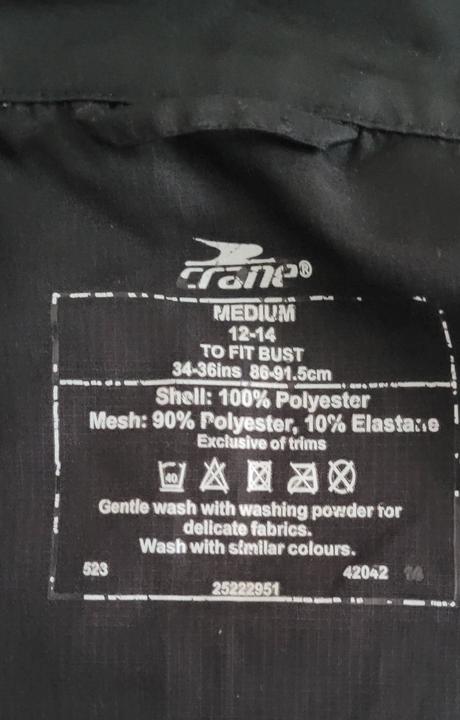 crane®
MEDIUM
12-14
TO FIT BUST
34-36ins 86-91.5cm
Shell: 100% Polyester
Mesh: 90% Polyester, 10% Elastane
Exclusive of trims
40
Gentle wash with washing powder for
delicate fabrics.
Wash with similar colours.
523 42042 14
25222951